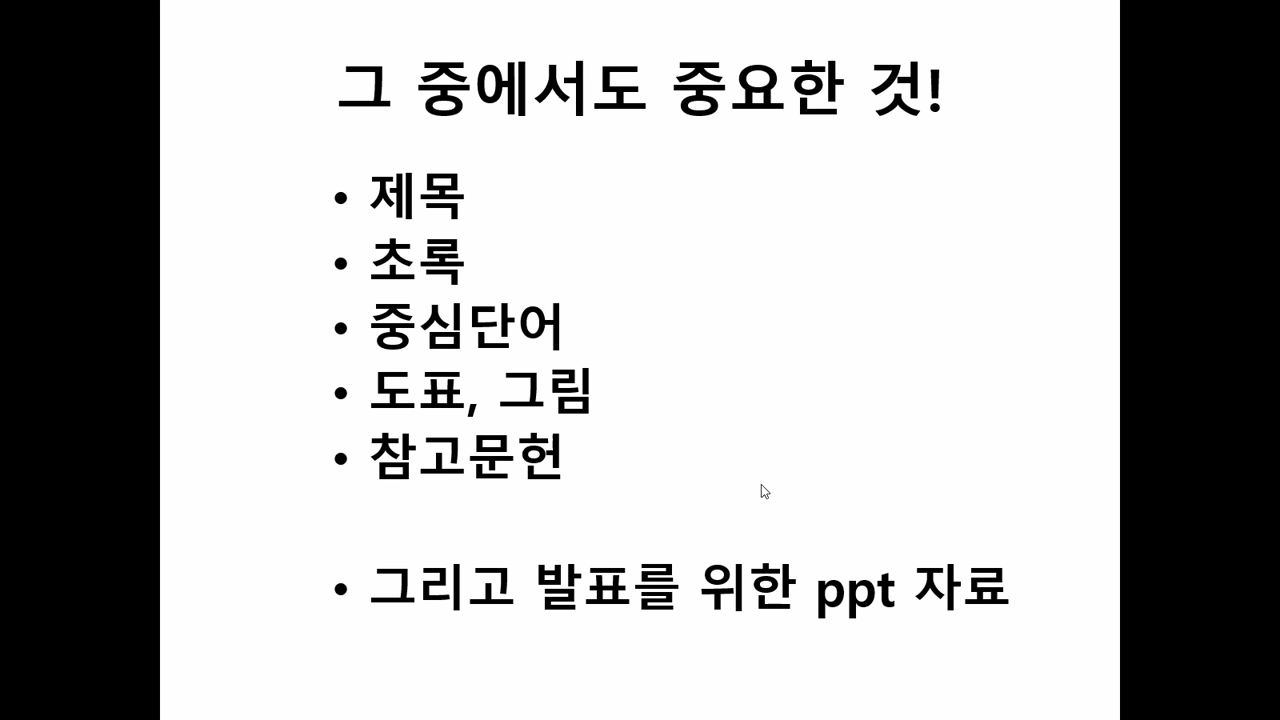 그 중에서도 중요한 것!
• 제목
• 초록
• 중심단어
• 도표, 그림
• 참고문헌
• 그리고 발표를 위한 ppt 자료